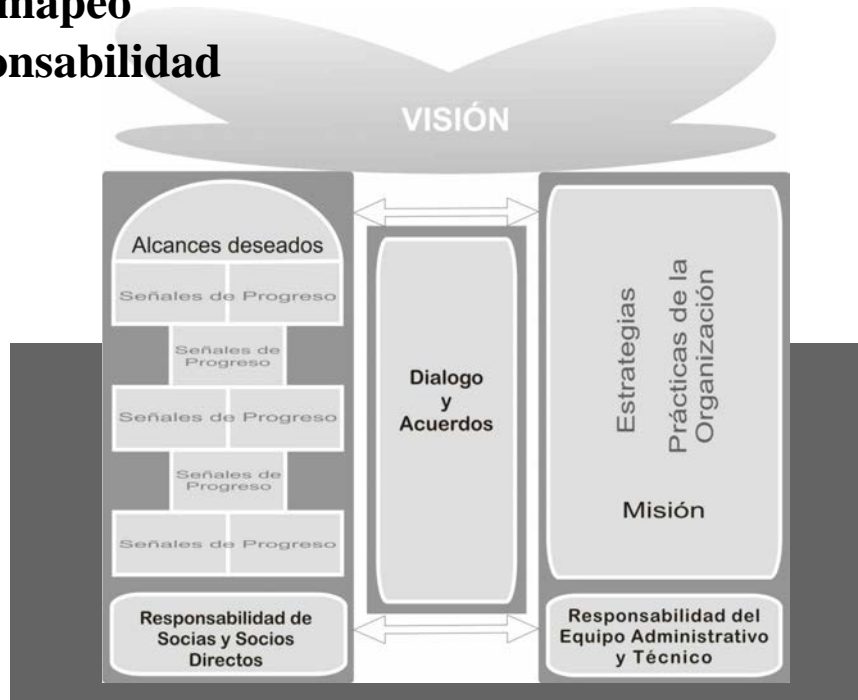 mapeo
onsabilidad
VISIÓN
Alcances deseados
Señales de Progreso
Señales de
Progreso
Señales de Progreso
Señales de
Progreso
Señales de Progreso
Responsabilidad de
Socias y Socios
Directos
Dialogo
y
Acuerdos
Estrategias
Prácticas de la
Organización
Misión
Responsabilidad del
Equipo Administrativo
y Técnico